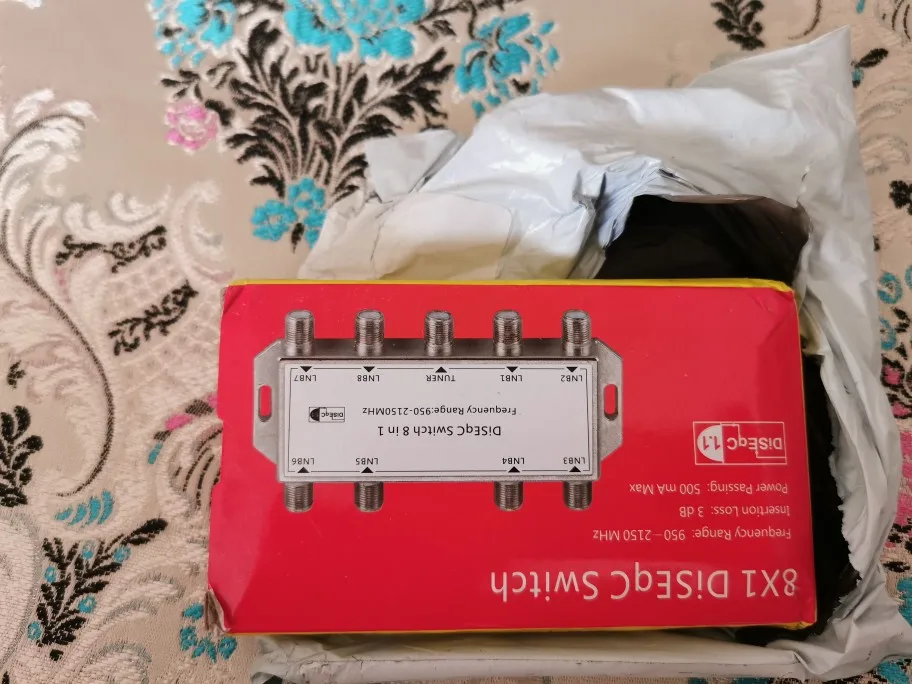 8X1 DiSEqC Switch
Frequency Range: 950-2150 MHz
Insertion Loss: 3 dB
Power Passing: 500 mA Max
DiSEqC 1.1
LNB3 LNB4 LNB5 LNB6
DiSEqC Switch 8 in 1
Frequency Range:950-2150MHz
DiSEqC
LNB2 LNB1 TUNER LNB8 LNB7